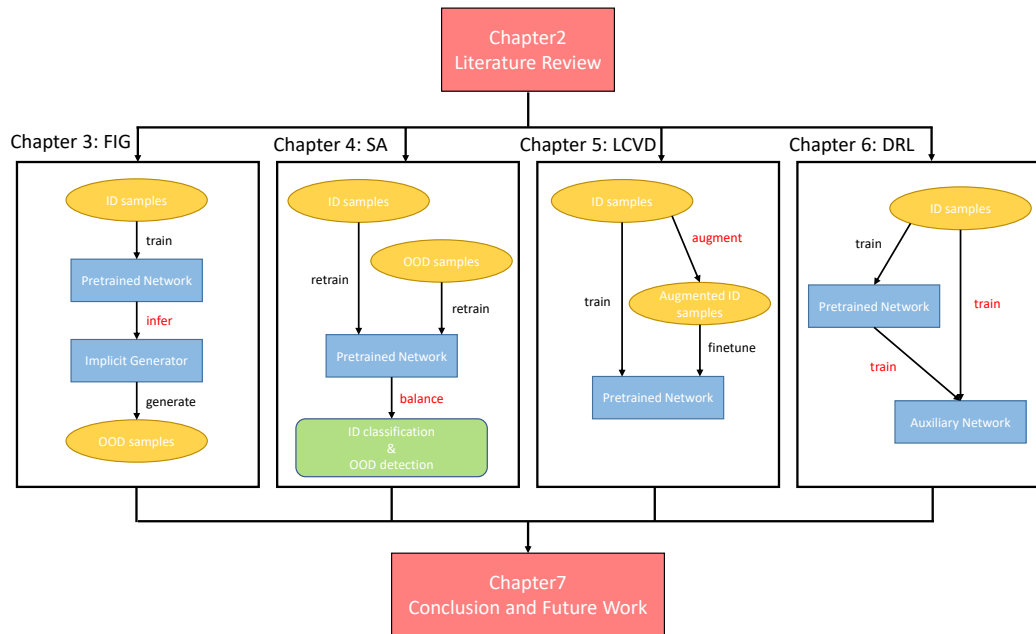 Chapter2
Literature Review
Chapter 3: FIG
ID samples
train
Pretrained Network
infer
Implicit Generator
generate
OOD samples
Chapter 4: SA
ID samples
OOD samples
retrain
retrain
Pretrained Network
balance
ID classification
&
OOD detection
Chapter 5: LCVD
ID samples
augment
train
Augmented ID
samples
finetune
Pretrained Network
Chapter 6: DRL
ID samples
train
Pretrained Network
train
train
Auxiliary Network
Chapter7
Conclusion and Future Work